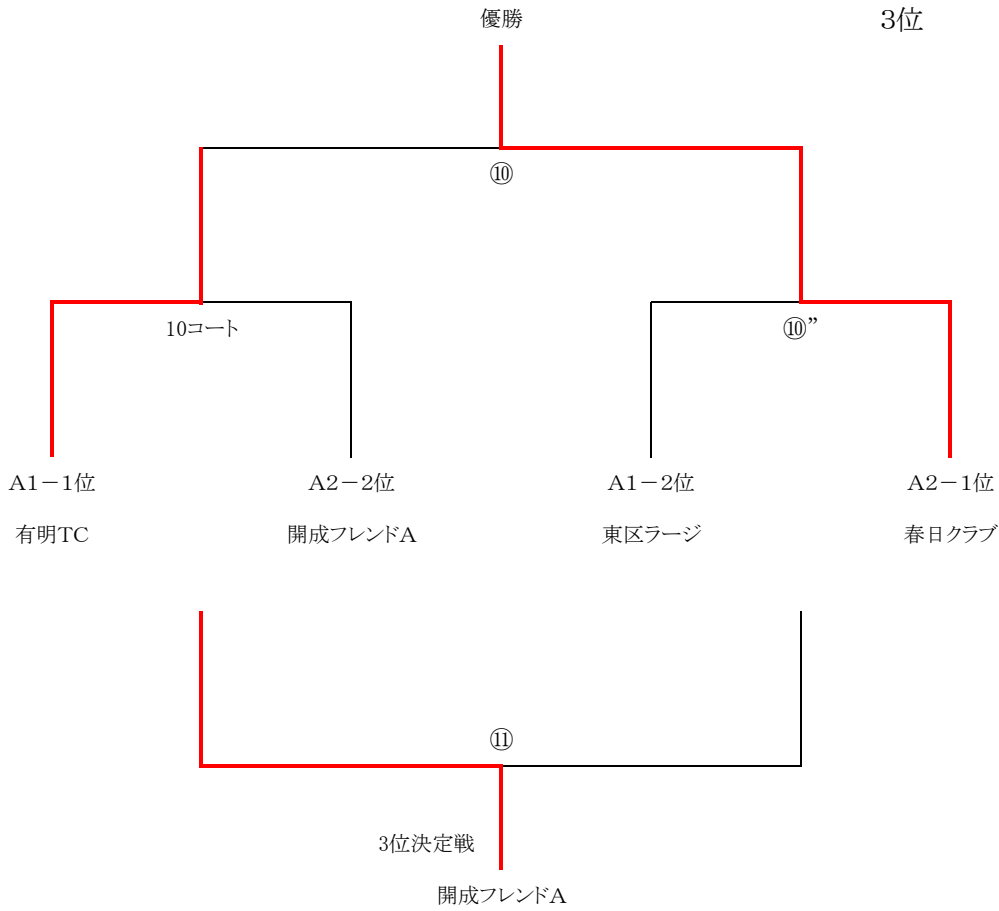 優勝
3位
⑩
10コート
⑩”
A1－1位
A2－2位
A1－2位
A2－1位
有明TC
開成フレンドA
東区ラージ
春日クラブ
⑪
3位決定戦
開成フレンドA